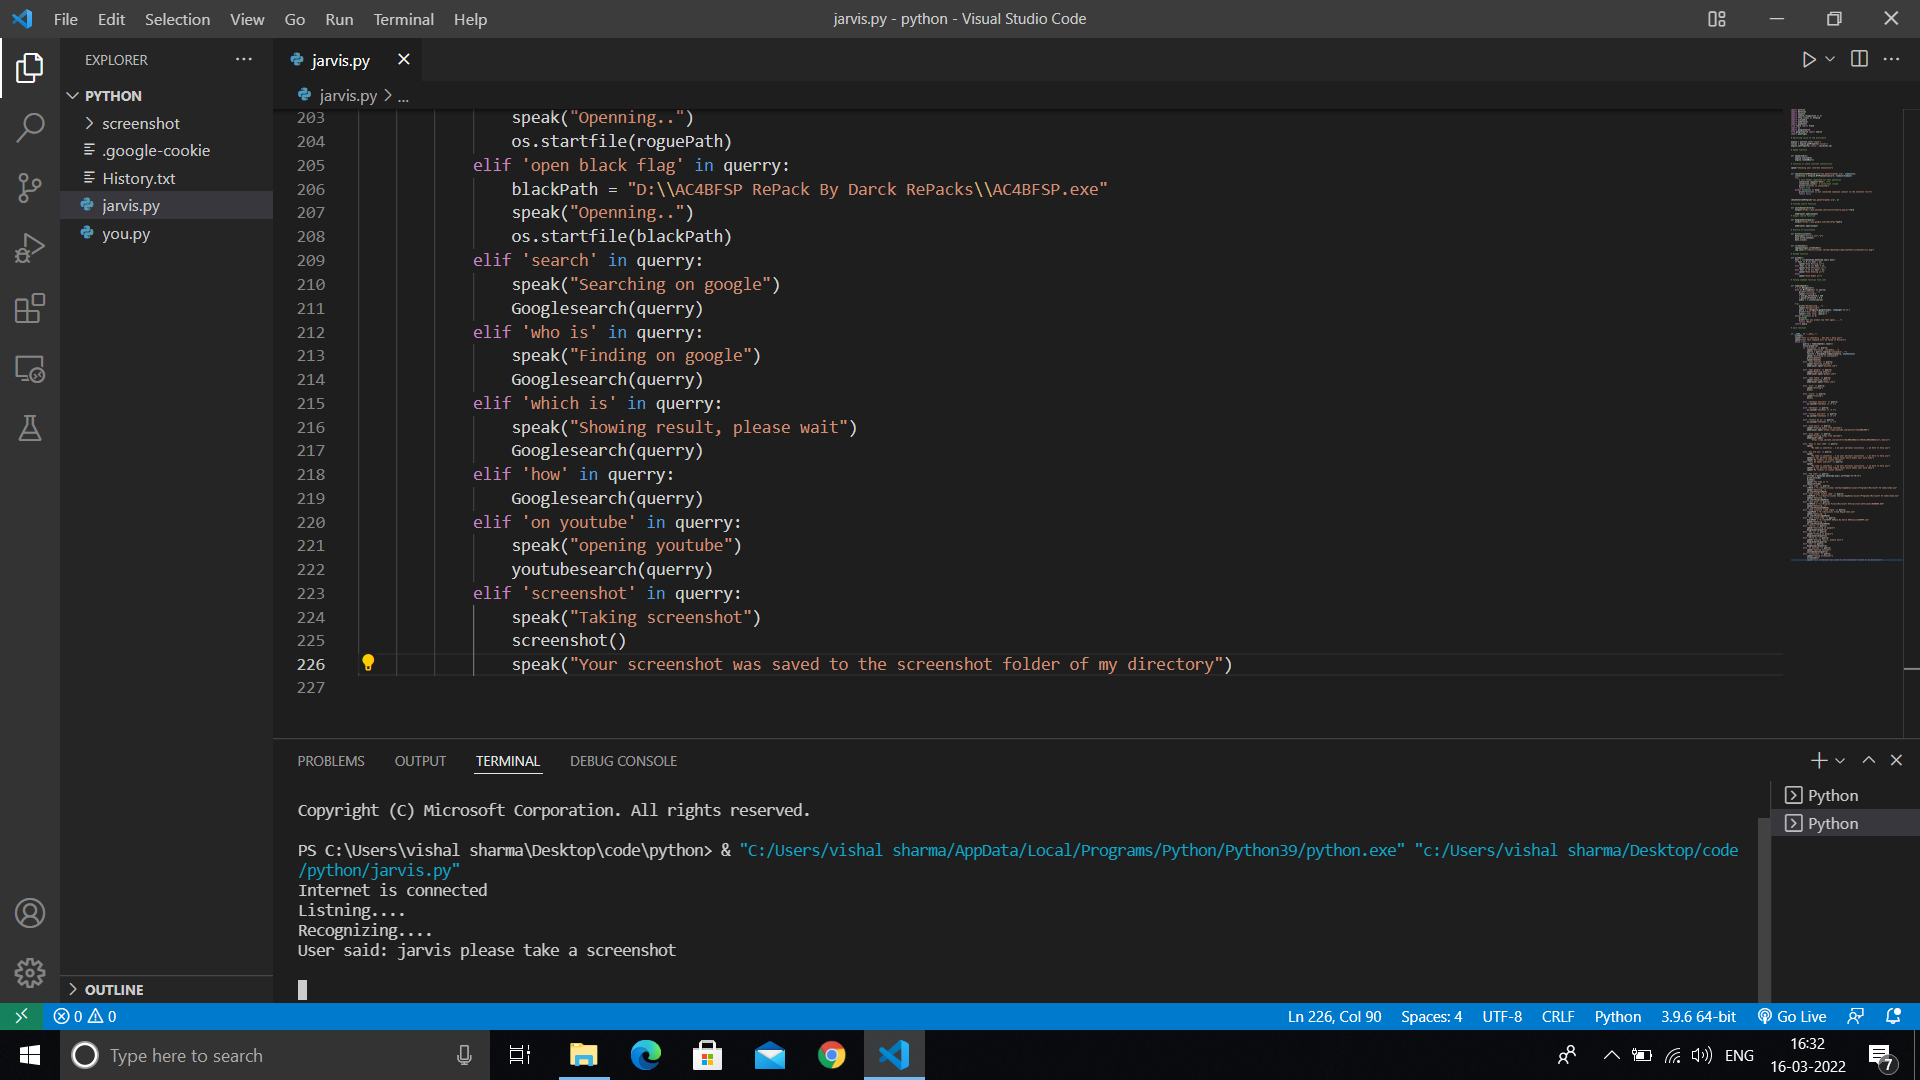 File Edit Selection View Go Run Terminal Help
jarvis.py - python - Visual Studio Code
EXPLORER
PYTHON
screenshot
.google-cookie
History.txt
jarvis.py
you.py
OUTLINE
jarvis.py
jarvis.py > ...
203 speak("Openning..")
204 os.startfile(roguePath)
205 elif 'open black flag' in querry:
206 blackPath = "D:\\AC4BFSP RePack By Darck RePacks\\AC4BFSP.exe"
207 speak("Openning..")
208 os.startfile(blackPath)
209 elif 'search' in querry:
210 speak("Searching on google")
211 Googlesearch(querry)
212 elif 'who is' in querry:
213 speak("Finding on google")
214 Googlesearch(querry)
215 elif 'which is' in querry:
216 speak("Showing result, please wait")
217 Googlesearch(querry)
218 elif 'how' in querry:
219 Googlesearch(querry)
220 elif 'on youtube' in querry:
221 speak("opening youtube")
222 youtubesearch(querry)
223 elif 'screenshot' in querry:
224 speak("Taking screenshot")
225 screenshot()
226 speak("Your screenshot was saved to the screenshot folder of my directory")
227
PROBLEMS OUTPUT TERMINAL DEBUG CONSOLE
Copyright (C) Microsoft Corporation. All rights reserved.
PS C:\Users\vishal sharma\Desktop\code\python> & "C:/Users/vishal sharma/AppData/Local/Programs/Python/Python39/python.exe" "c:/Users/vishal sharma/Desktop/code
/python/jarvis.py"
Internet is connected
Listning....
Recognizing....
User said: jarvis please take a screenshot
Python
Python
0 0 Ln 226, Col 90 Spaces: 4 UTF-8 CRLF Python 3.9.6 64-bit Go Live
Type here to search
ENG
16:32
16-03-2022
7